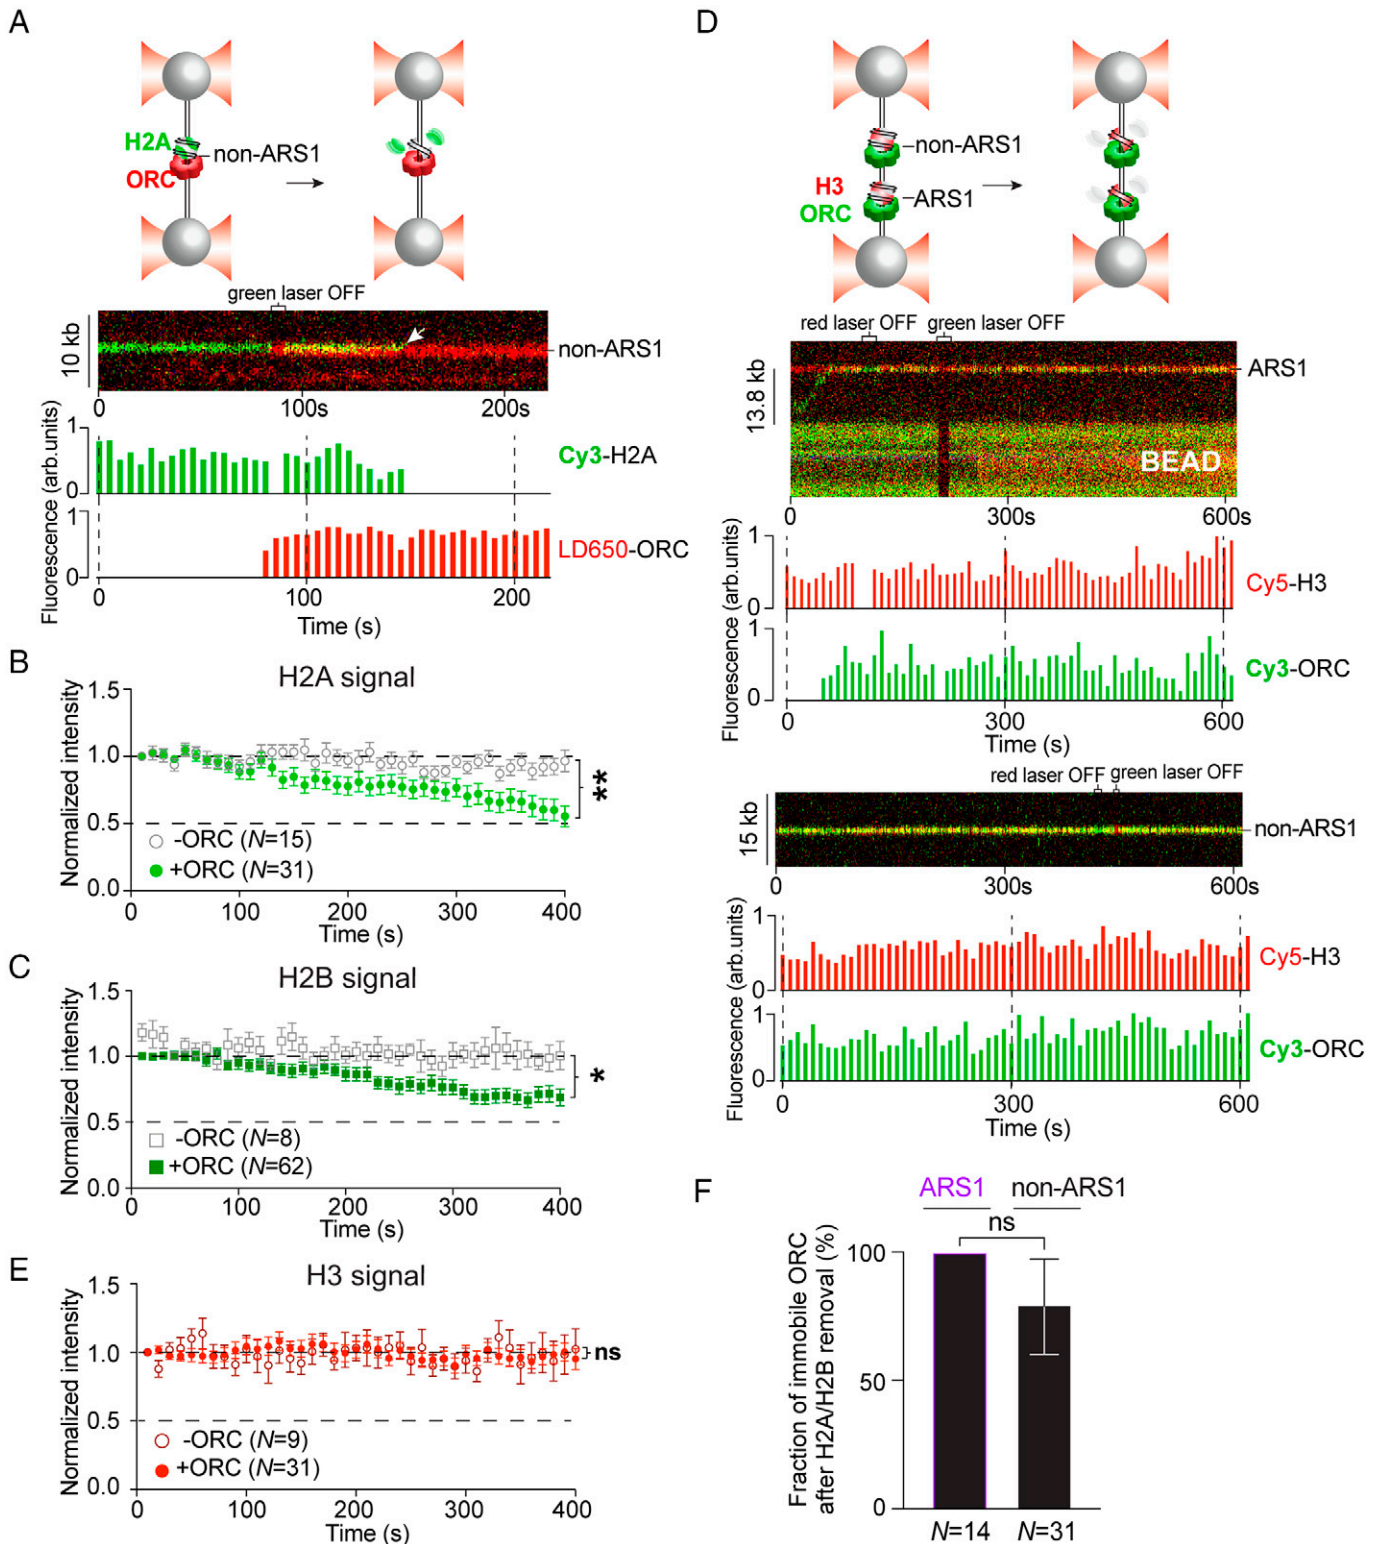 A
H2A
non-ARS1
ORC
green laser OFF
10 kb
non-ARS1
0
100s
200s
Fluorescence (arb.units)
1
0
Cy3-H2A
1
0
LD650-ORC
0
100
200
Time (s)
B
H2A signal
Normalized intensity
1.5
1.0
0.5
0.0
**
-ORC (N=15)
+ORC (N=31)
0
100
200
300
400
Time (s)
C
H2B signal
Normalized intensity
1.5
1.0
0.5
0.0
*
-ORC (N=8)
+ORC (N=62)
0
100
200
300
400
Time (s)
E
H3 signal
Normalized intensity
1.5
1.0
0.5
0.0
ns
-ORC (N=9)
+ORC (N=31)
0
100
200
300
400
Time (s)
D
non-ARS1
H3
ORC
ARS1
red laser OFF
green laser OFF
13.8 kb
ARS1
BEAD
0
300s
600s
Fluorescence (arb.units)
1
0
Cy5-H3
1
0
Cy3-ORC
0
300
600
Time (s)
red laser OFF
green laser OFF
15 kb
non-ARS1
0
300s
600s
Fluorescence (arb.units)
1
0
Cy5-H3
1
0
Cy3-ORC
0
300
600
Time (s)
F
ARS1
non-ARS1
ns
Fraction of immobile ORC
after H2A/H2B removal (%)
100
50
0
N=14
N=31